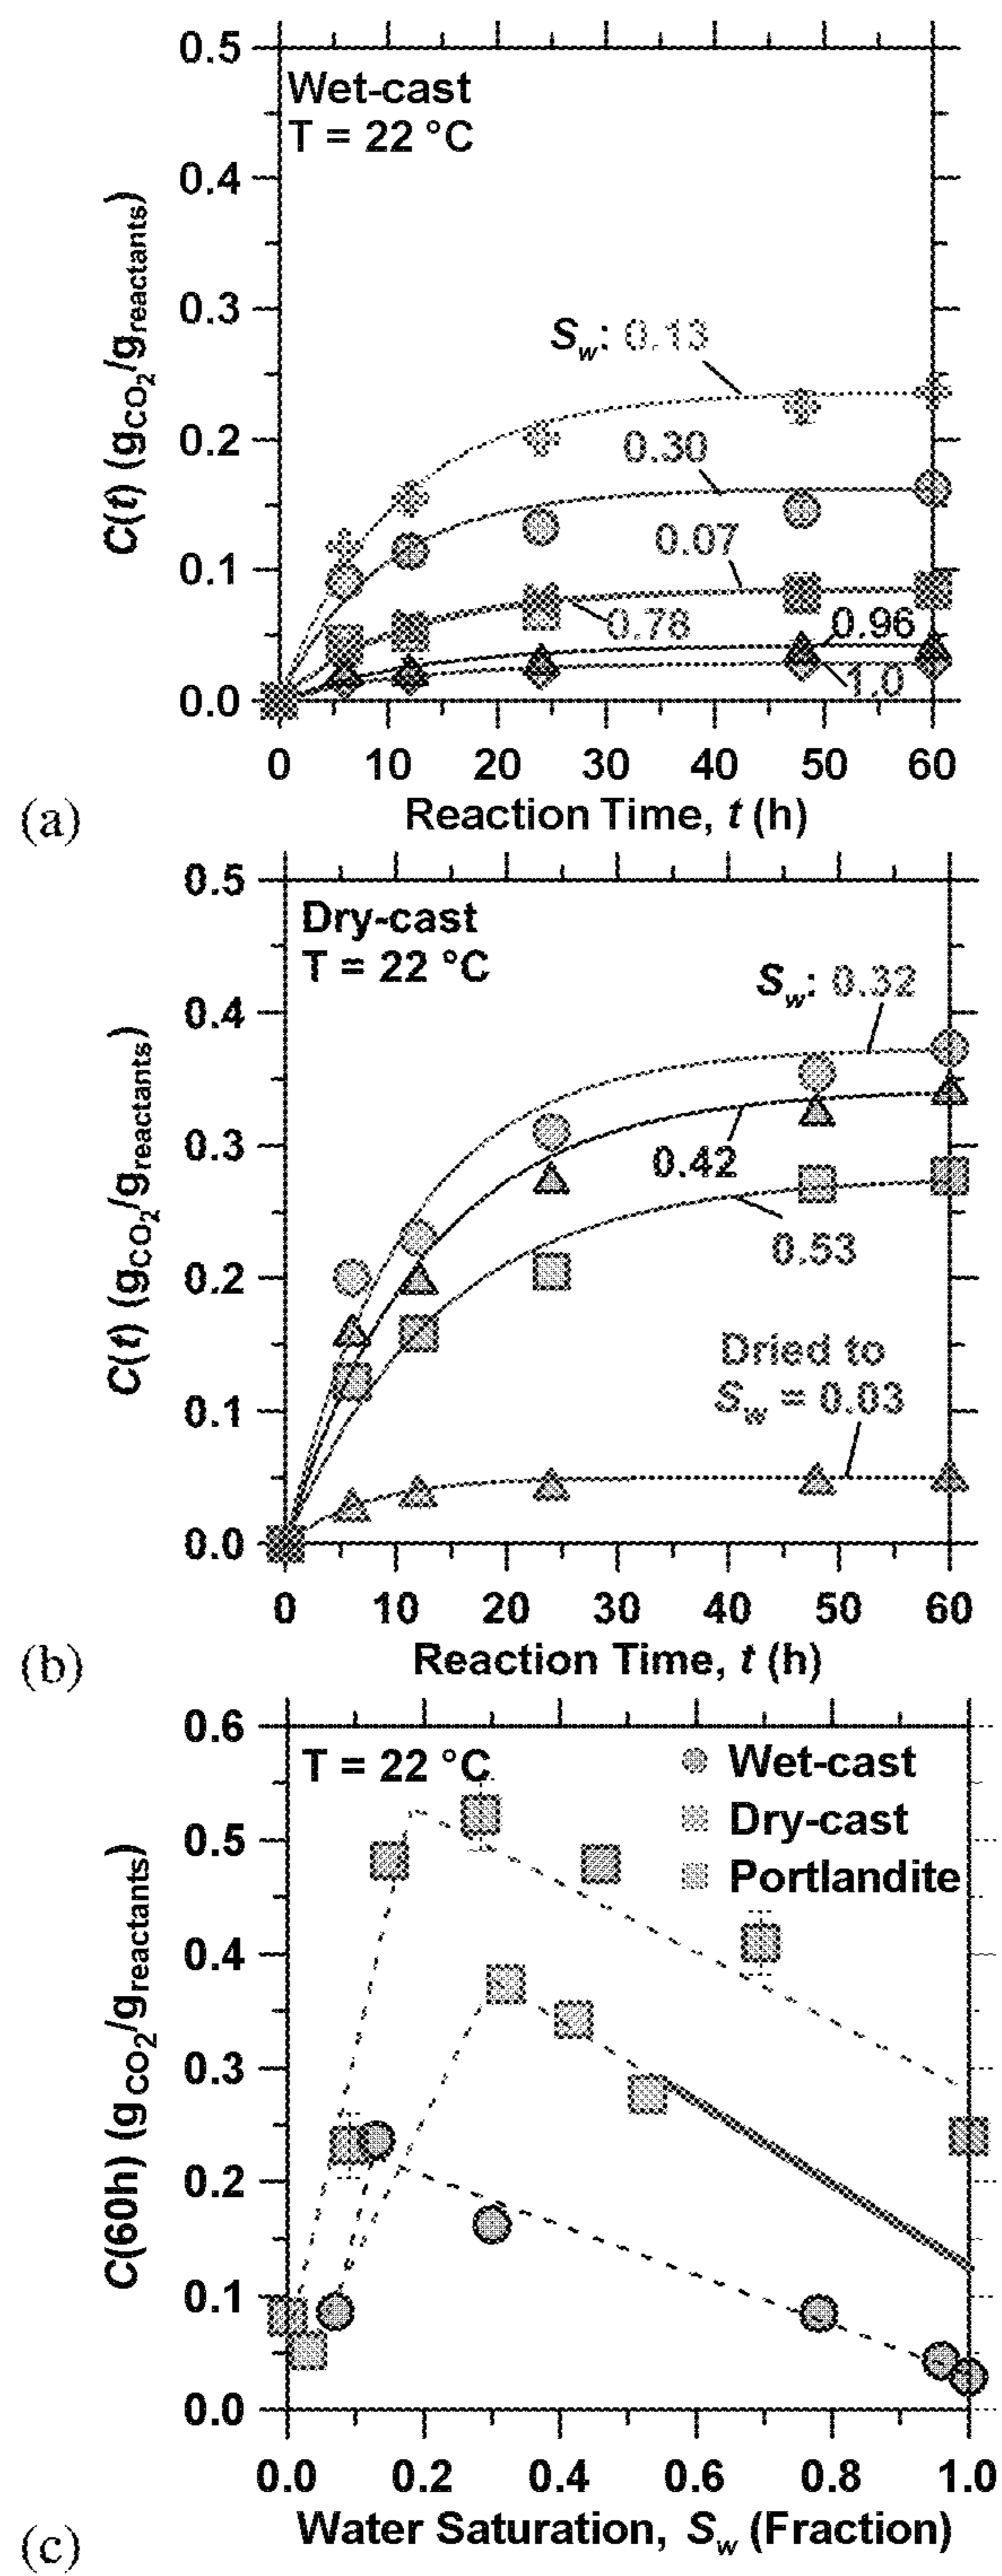 0.5
Wet-cast
T = 22 °C
0.4
0.3
Sw: 0.13
0.2
0.30
0.07
0.1
0.78
0.96
1.0
0.0
C(t) (gCO2/greactants)
0 10 20 30 40 50 60
Reaction Time, t (h)
(a)
0.5
Dry-cast
T = 22 °C
Sw: 0.32
0.4
0.3
0.42
0.53
0.2
Dried to
Sw = 0.03
0.1
0.0
C(t) (gCO2/greactants)
0 10 20 30 40 50 60
Reaction Time, t (h)
(b)
0.6
T = 22 °C
Wet-cast
Dry-cast
Portlandite
0.5
0.4
0.3
0.2
0.1
0.0
C(60h) (gCO2/greactants)
0.0 0.2 0.4 0.6 0.8 1.0
Water Saturation, Sw (Fraction)
(c)